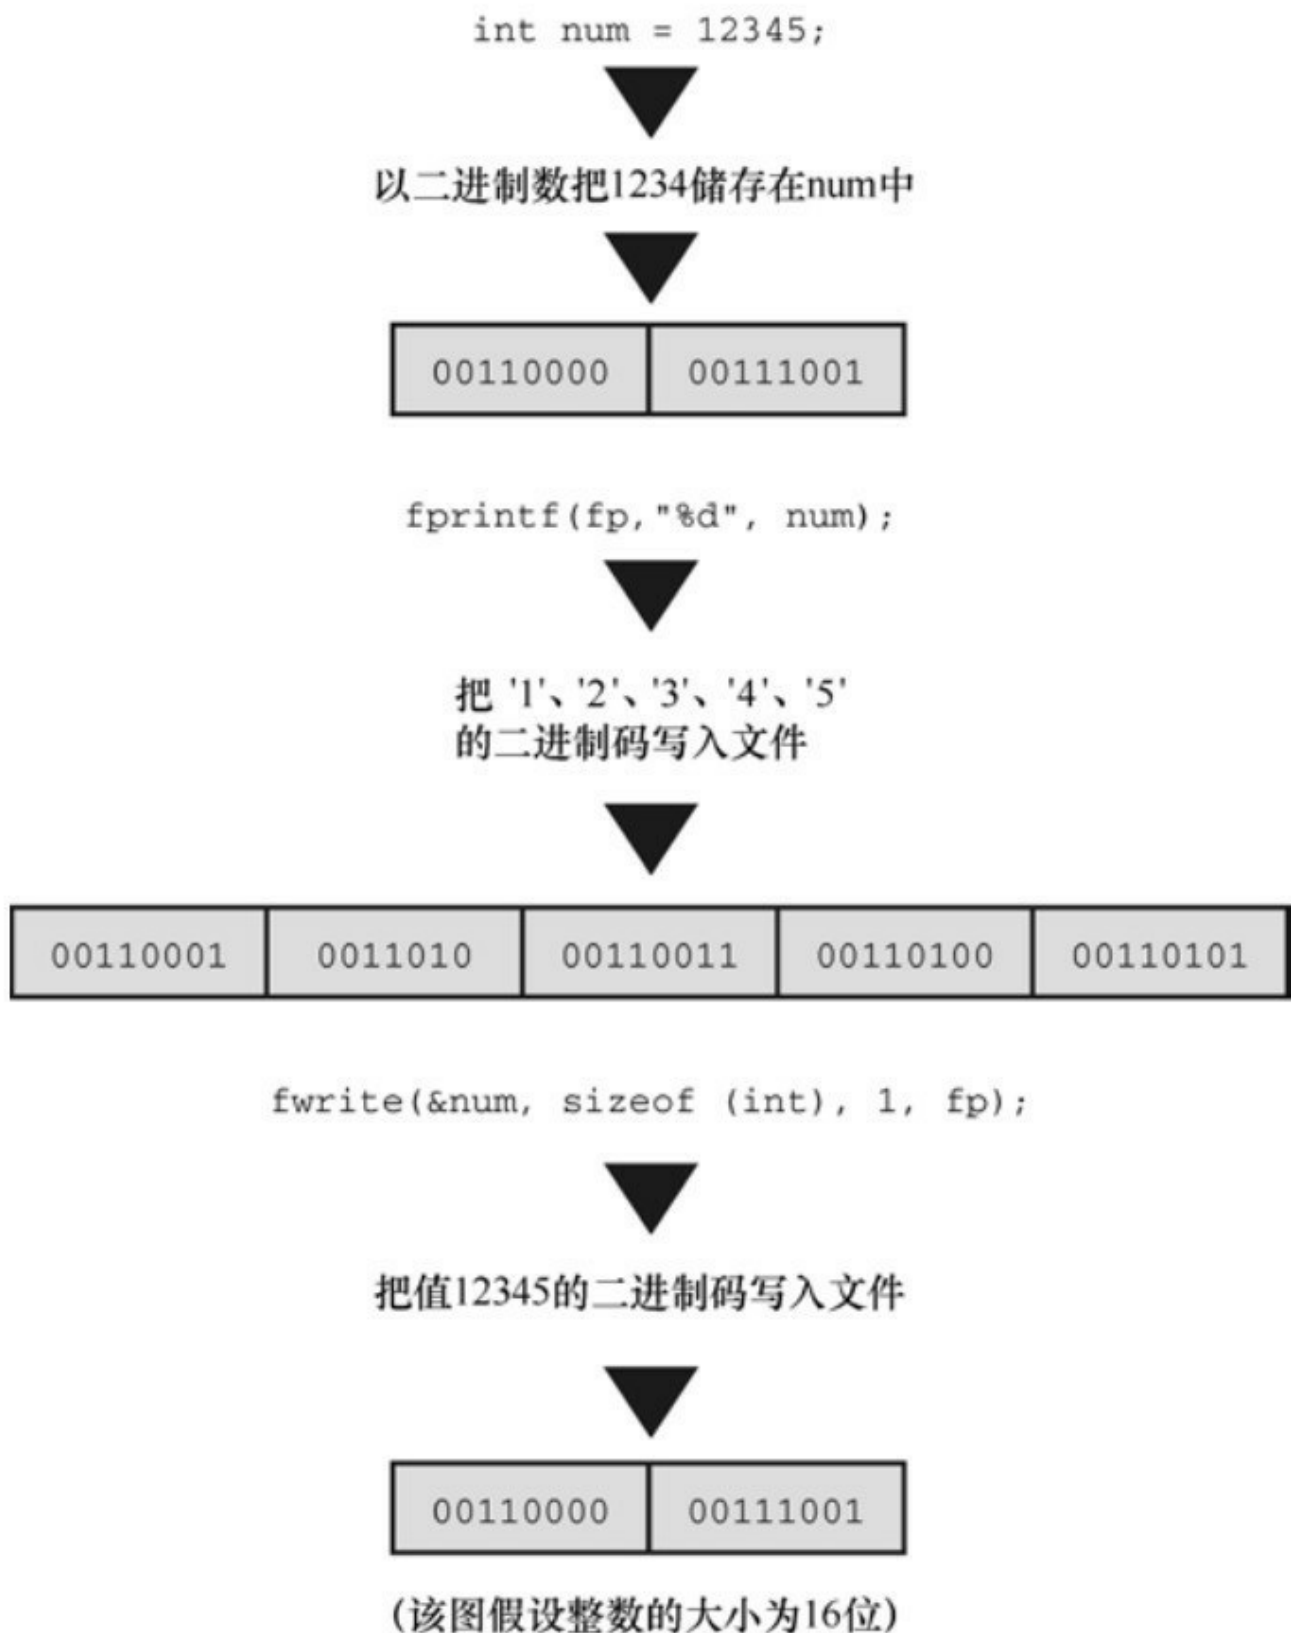 int num = 12345;
以二进制数把1234储存在num中
00110000 00111001
fprintf(fp,"%d", num);
把 '1'、'2'、'3'、'4'、'5'
的二进制码写入文件
00110001 0011010 00110011 00110100 00110101
fwrite(&num, sizeof (int), 1, fp);
把值12345的二进制码写入文件
00110000 00111001
(该图假设整数的大小为16位)